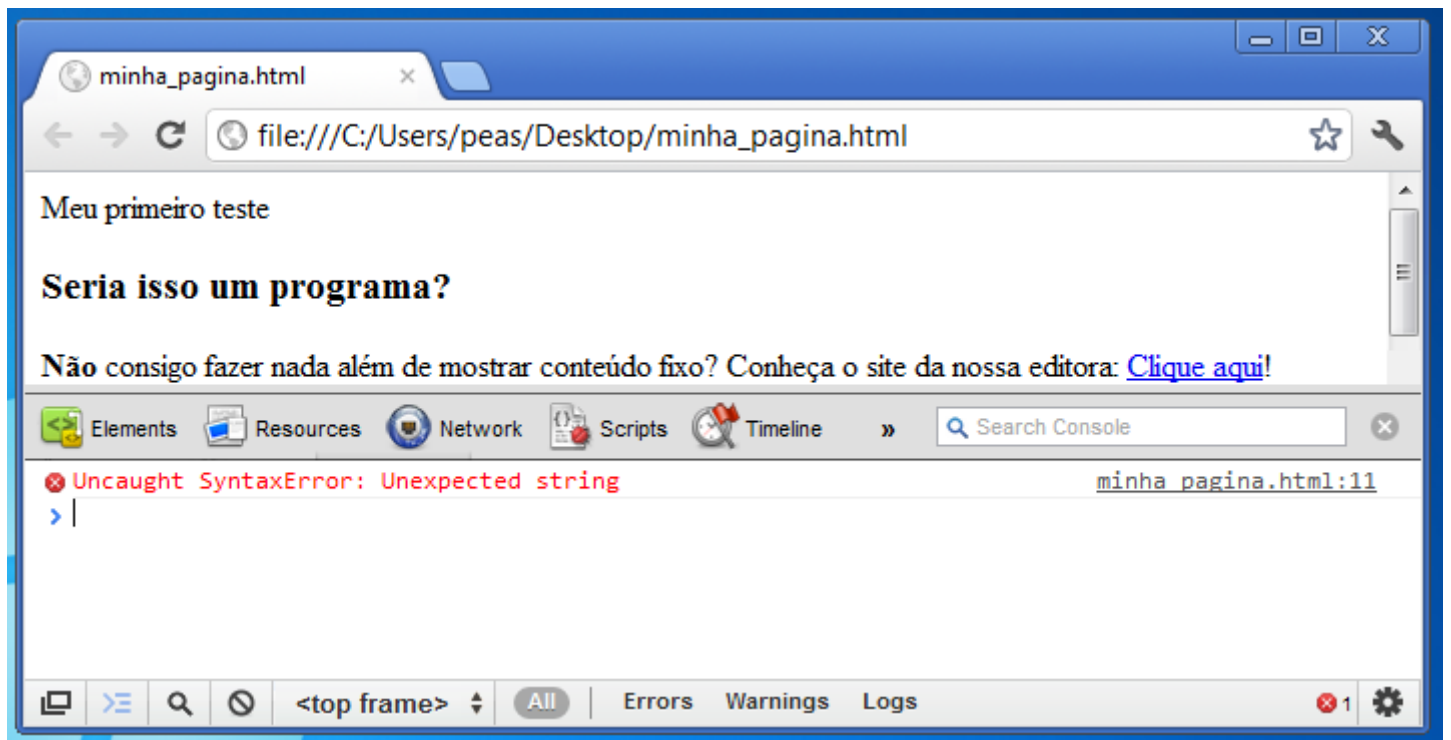 minha_pagina.html
file:///C:/Users/peas/Desktop/minha_pagina.html
Meu primeiro teste
Seria isso um programa?
Não consigo fazer nada além de mostrar conteúdo fixo? Conheça o site da nossa editora: Clique aqui!
Elements Resources Network Scripts Timeline » Search Console
Uncaught SyntaxError: Unexpected string minha_pagina.html:11
>
<top frame> All Errors Warnings Logs 1